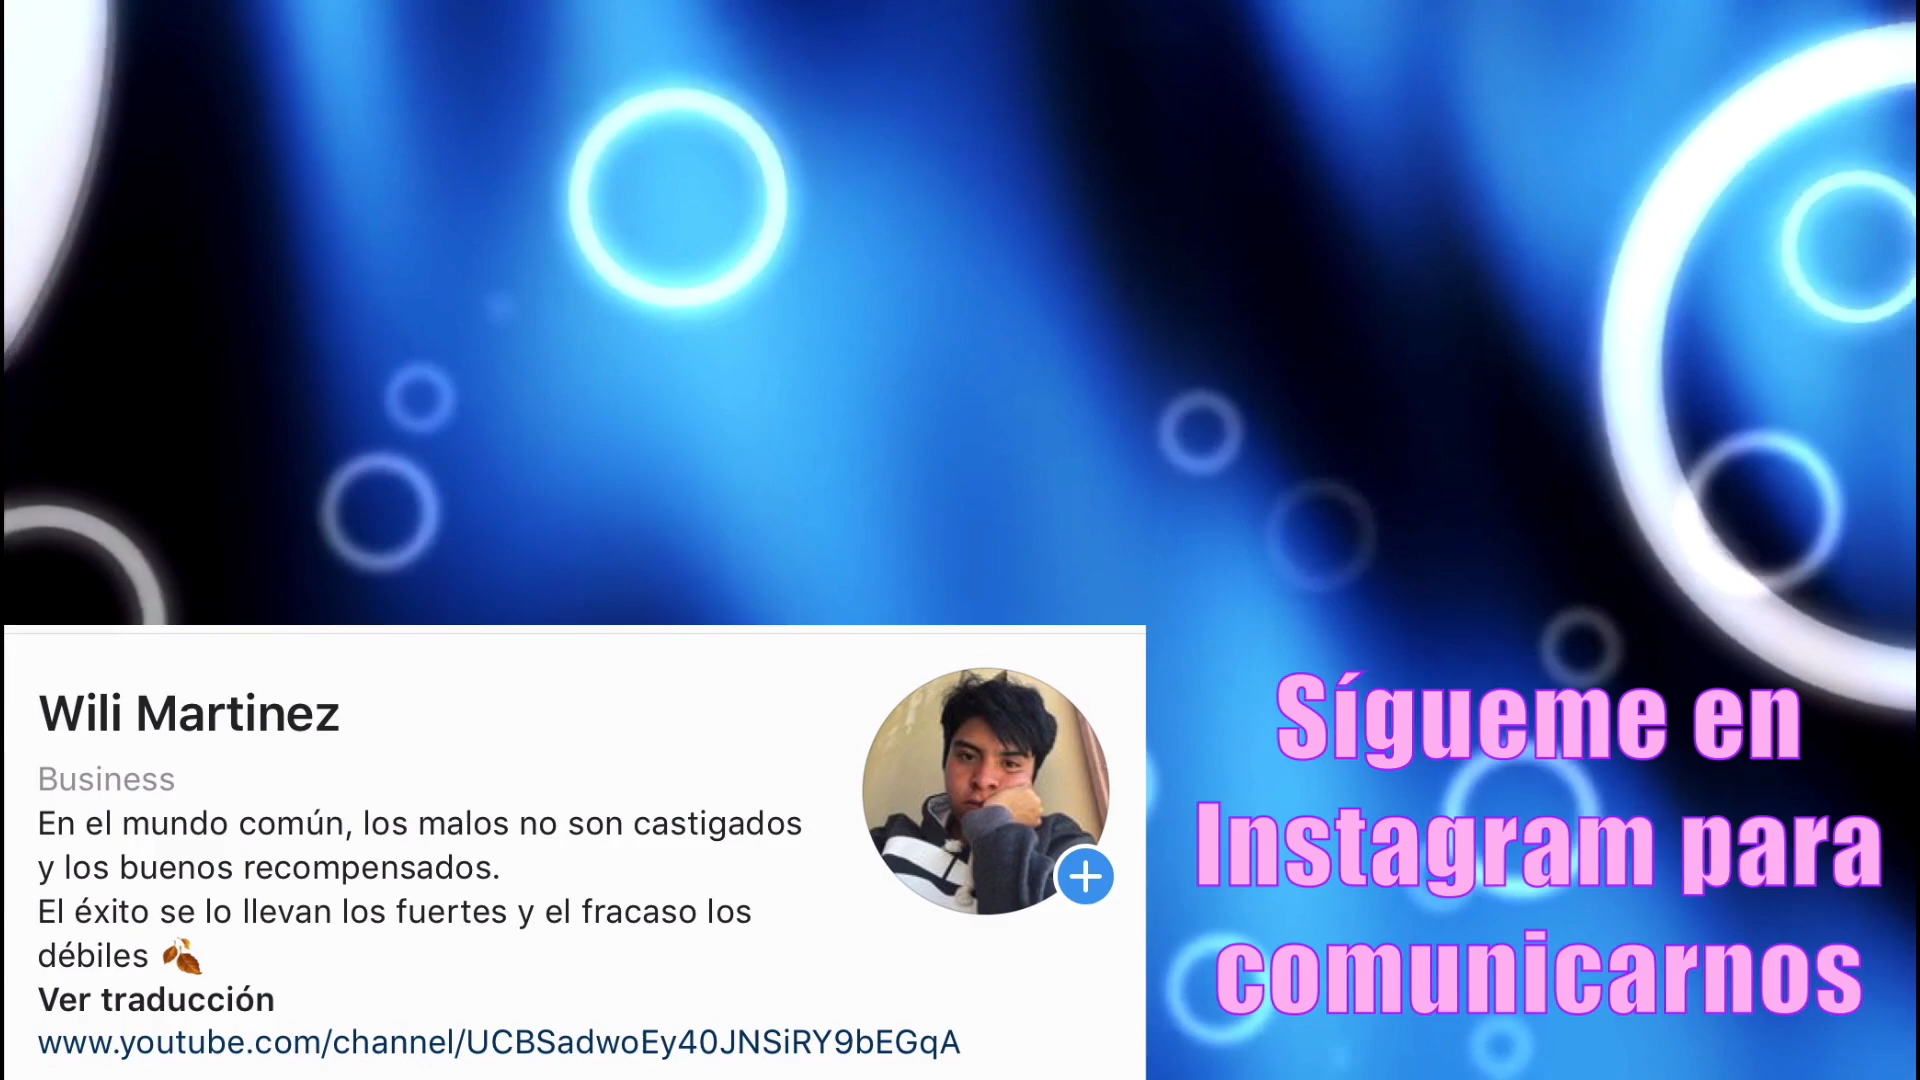 Wili Martinez
Business
En el mundo común, los malos no son castigados
y los buenos recompensados.
El éxito se lo llevan los fuertes y el fracaso los
débiles 🍂
Ver traducción
www.youtube.com/channel/UCBSadwoEy40JNSiRY9bEGqA
Sígueme en
Instagram para
comunicarnos